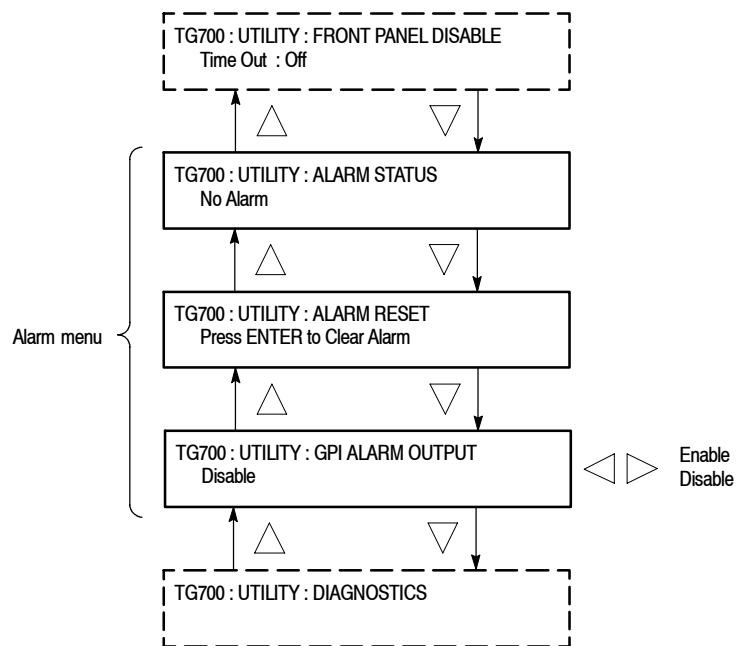 TG700 : UTILITY : FRONT PANEL DISABLE
Time Out : Off
TG700 : UTILITY : ALARM STATUS
No Alarm
TG700 : UTILITY : ALARM RESET
Press ENTER to Clear Alarm
Alarm menu
TG700 : UTILITY : GPI ALARM OUTPUT
Disable
Enable
Disable
TG700 : UTILITY : DIAGNOSTICS